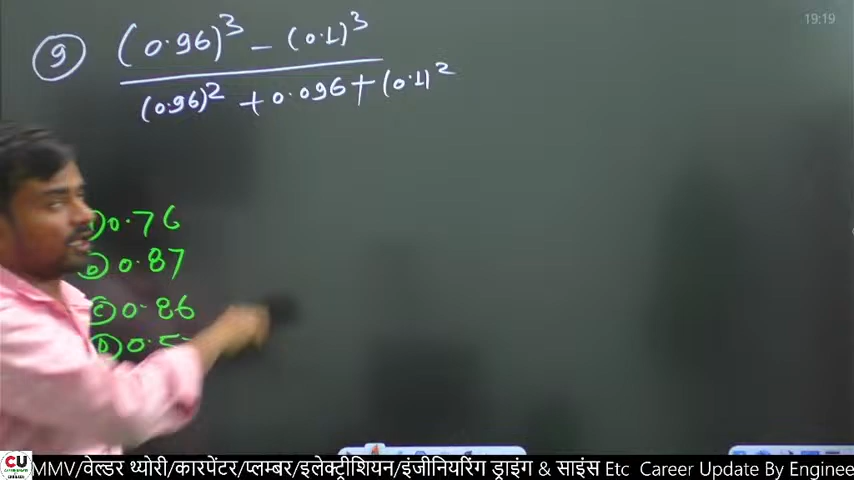 19:19
9 (0.96)³ - (0.1)³
(0.96)² + 0.096 + (0.1)²
0.76
0.87
C 0.86
D 0.5
CU
MMV/वेल्डर थ्योरी/कारपेंटर/प्लम्बर/इलेक्ट्रीशियन/इंजीनियरिंग ड्राइंग & साइंस Etc Career Update By Enginee